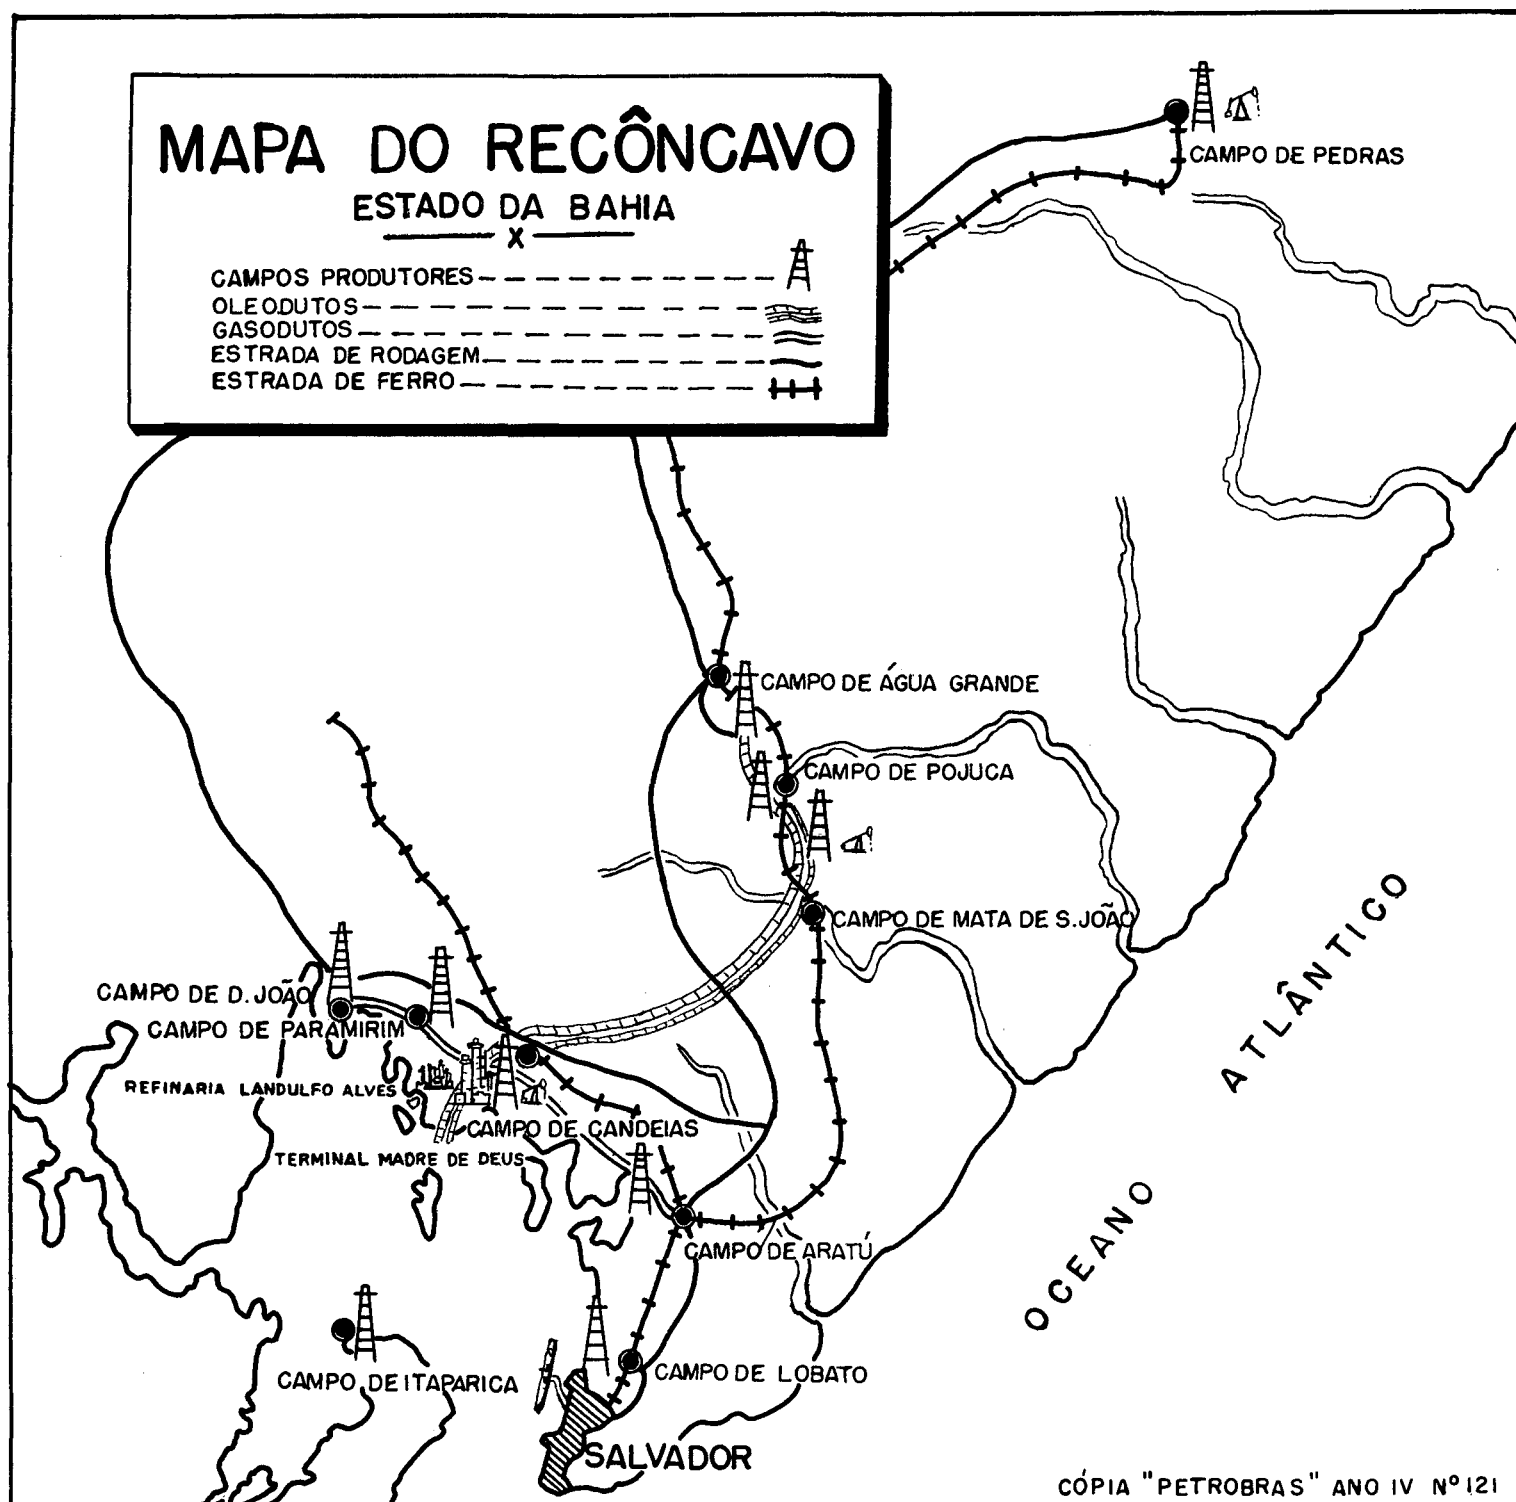 MAPA DO RECÔNCAVO
ESTADO DA BAHIA
X
CAMPOS PRODUTORES
OLEODUTOS
GASODUTOS
ESTRADA DE RODAGEM
ESTRADA DE FERRO
CAMPO DE PEDRAS
CAMPO DE ÁGUA GRANDE
CAMPO DE POJUCA
CAMPO DE MATA DE S. JOÃO
CAMPO DE D. JOÃO
CAMPO DE PARAMIRIM
REFINARIA LANDULFO ALVES
CAMPO DE CANDEIAS
TERMINAL MADRE DE DEUS
CAMPO DE ARATÚ
CAMPO DE ITAPARICA
CAMPO DE LOBATO
SALVADOR
OCEANO ATLÂNTICO
CÓPIA "PETROBRAS" ANO IV Nº 121